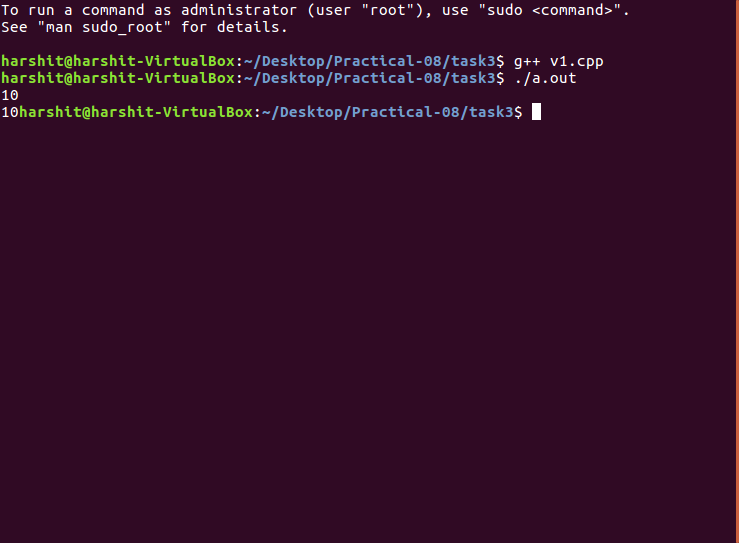 To run a command as administrator (user "root"), use "sudo <command>".
See "man sudo_root" for details.
harshit@harshit-VirtualBox:~/Desktop/Practical-08/task3$ g++ v1.cpp
harshit@harshit-VirtualBox:~/Desktop/Practical-08/task3$ ./a.out
10
10harshit@harshit-VirtualBox:~/Desktop/Practical-08/task3$